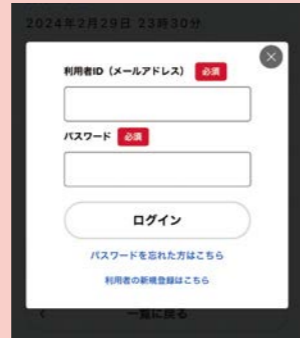 2024年2月29日 23時30分
利用者ID（メールアドレス） 必須
パスワード 必須
ログイン
パスワードを忘れた方はこちら
利用者の新規登録はこちら
一覧に戻る